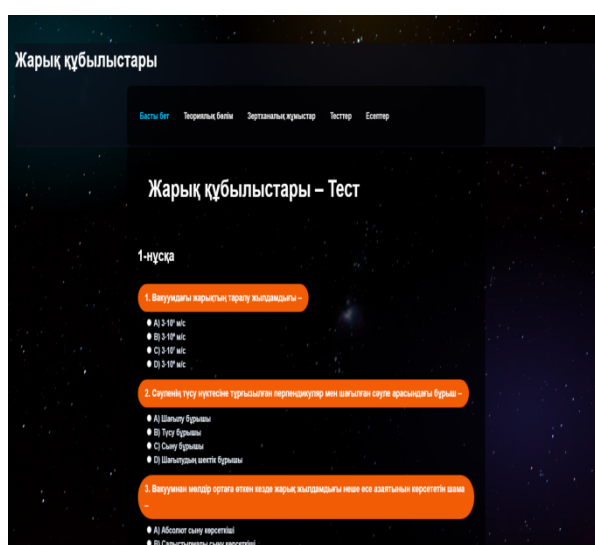 Жарық құбылыстары
Басты бет Теориялық бөлім Зертханалық жұмыстар Тесттер Есептер
Жарық құбылыстары – Тест
1-нұсқа
1. Вакуумдағы жарықтың таралу жылдамдығы –
A) 3·10⁵ м/с
B) 3·10⁶ м/с
C) 3·10⁷ м/с
D) 3·10⁸ м/с
2. Сәуленің түсу нүктесіне тұрғызылған перпендикуляр мен шағылған сәуле арасындағы бұрыш –
A) Шағылу бұрышы
B) Түсу бұрышы
C) Сыну бұрышы
D) Шағылудың шектік бұрышы
3. Вакуумнан мөлдір ортаға өткен кезде жарық жылдамдығы неше есе азаятынын көрсететін шама
–
A) Абсолют сыну көрсеткіші
B) Салыстырмалы сыну көрсеткіші